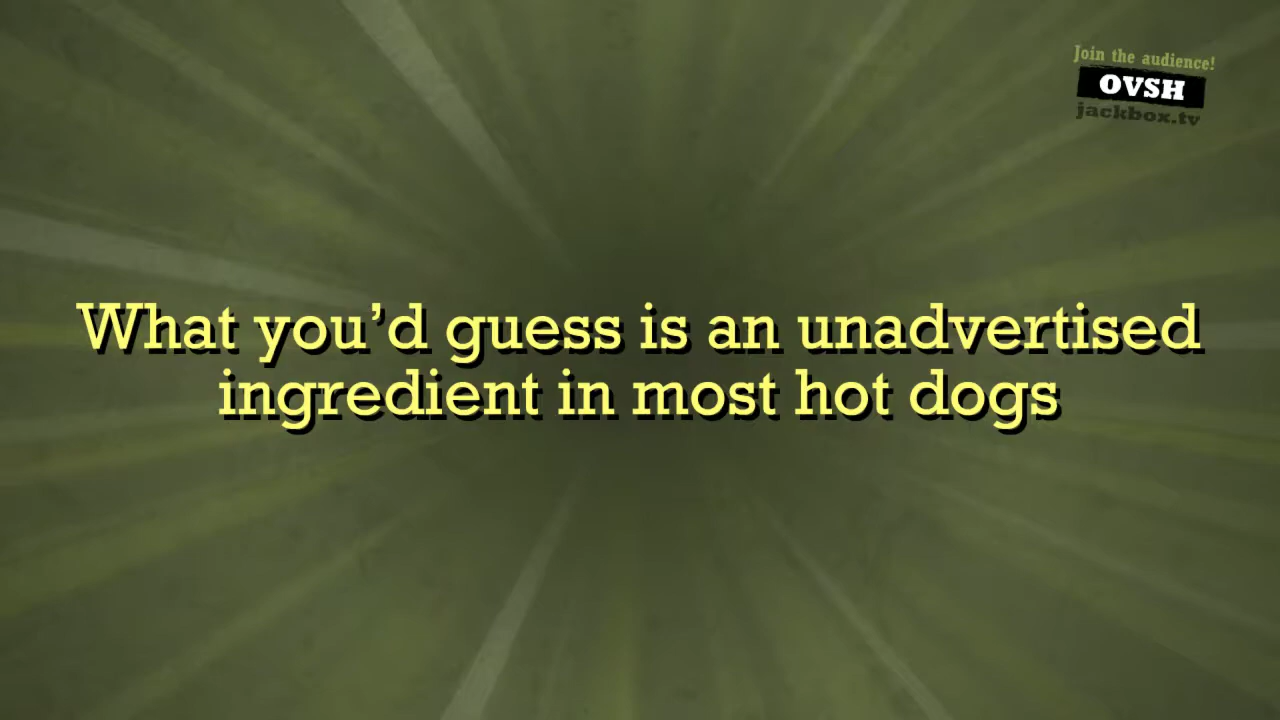 Join the audience!
OVSH
jackbox.tv
What you’d guess is an unadvertised
ingredient in most hot dogs